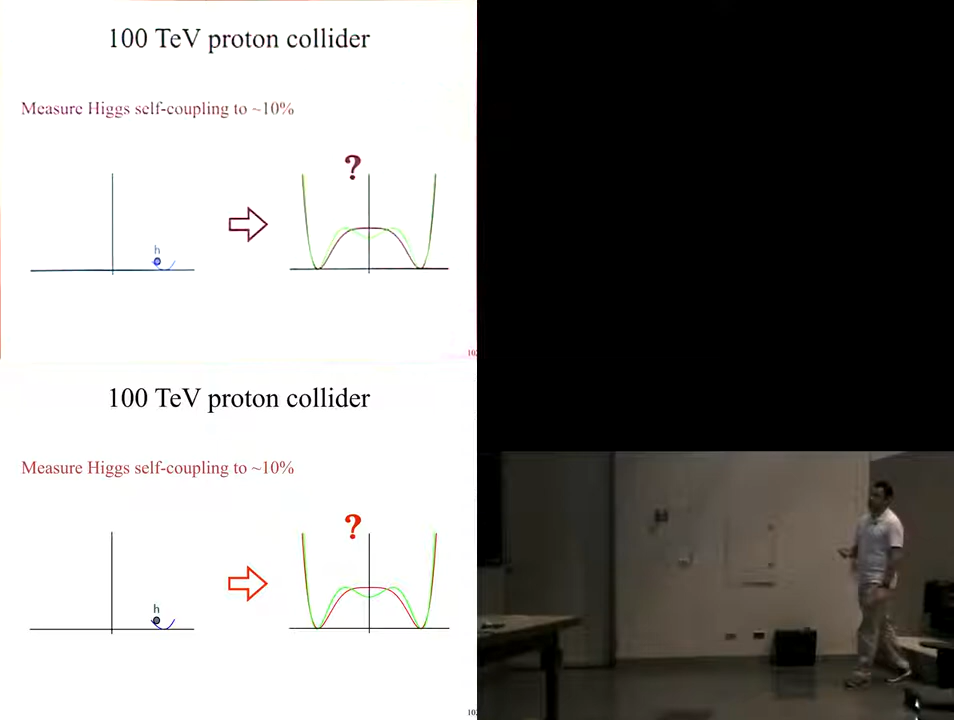 100 TeV proton collider
Measure Higgs self-coupling to ~10%
?
h
100 TeV proton collider
Measure Higgs self-coupling to ~10%
?
h